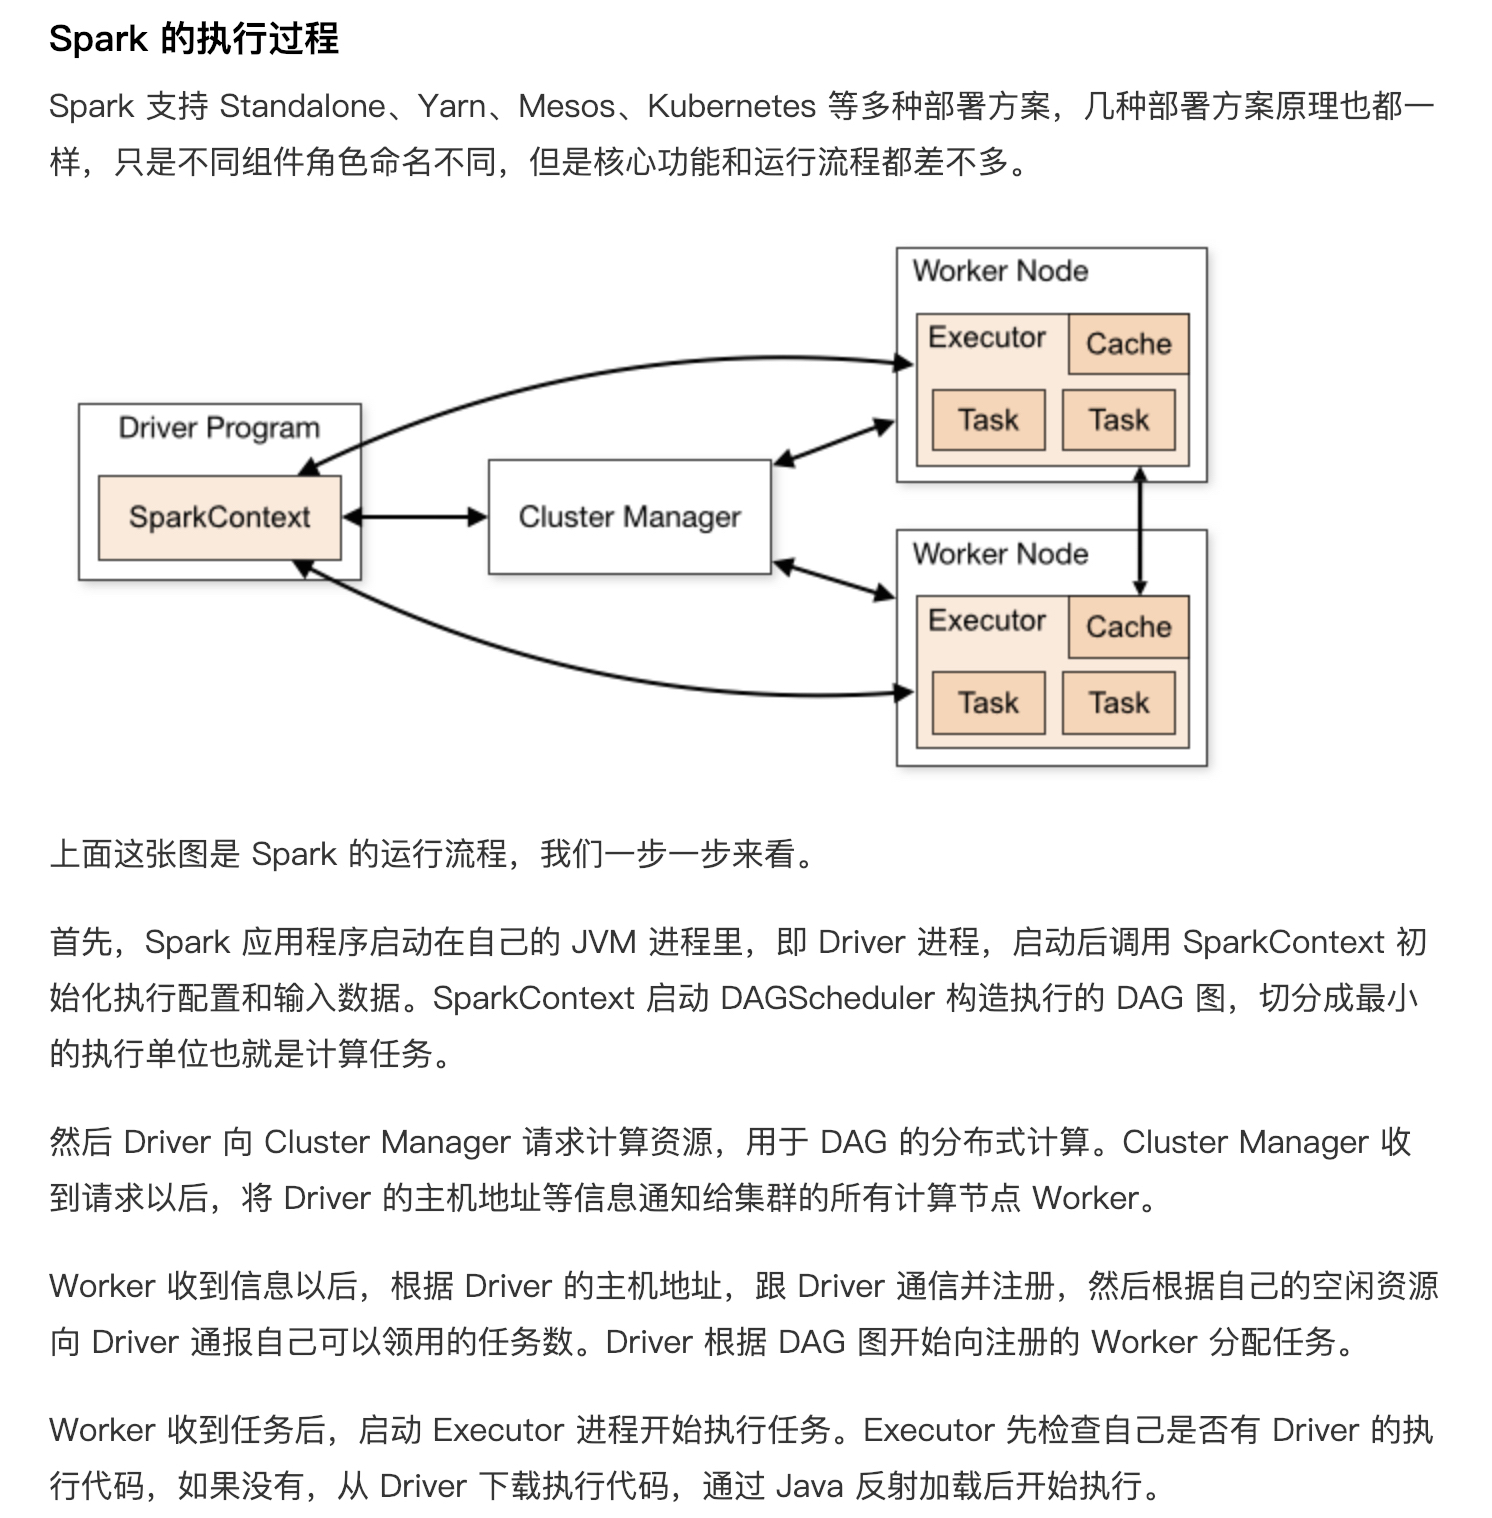 Spark 的执行过程
Spark 支持 Standalone、Yarn、Mesos、Kubernetes 等多种部署方案，几种部署方案原理也都一
样，只是不同组件角色命名不同，但是核心功能和运行流程都差不多。
Worker Node
Executor
Cache
Task
Task
Driver Program
SparkContext
Cluster Manager
Worker Node
Executor
Cache
Task
Task
上面这张图是 Spark 的运行流程，我们一步一步来看。
首先，Spark 应用程序启动在自己的 JVM 进程里，即 Driver 进程，启动后调用 SparkContext 初
始化执行配置和输入数据。SparkContext 启动 DAGScheduler 构造执行的 DAG 图，切分成最小
的执行单位也就是计算任务。
然后 Driver 向 Cluster Manager 请求计算资源，用于 DAG 的分布式计算。Cluster Manager 收
到请求以后，将 Driver 的主机地址等信息通知给集群的所有计算节点 Worker。
Worker 收到信息以后，根据 Driver 的主机地址，跟 Driver 通信并注册，然后根据自己的空闲资源
向 Driver 通报自己可以领用的任务数。Driver 根据 DAG 图开始向注册的 Worker 分配任务。
Worker 收到任务后，启动 Executor 进程开始执行任务。Executor 先检查自己是否有 Driver 的执
行代码，如果没有，从 Driver 下载执行代码，通过 Java 反射加载后开始执行。